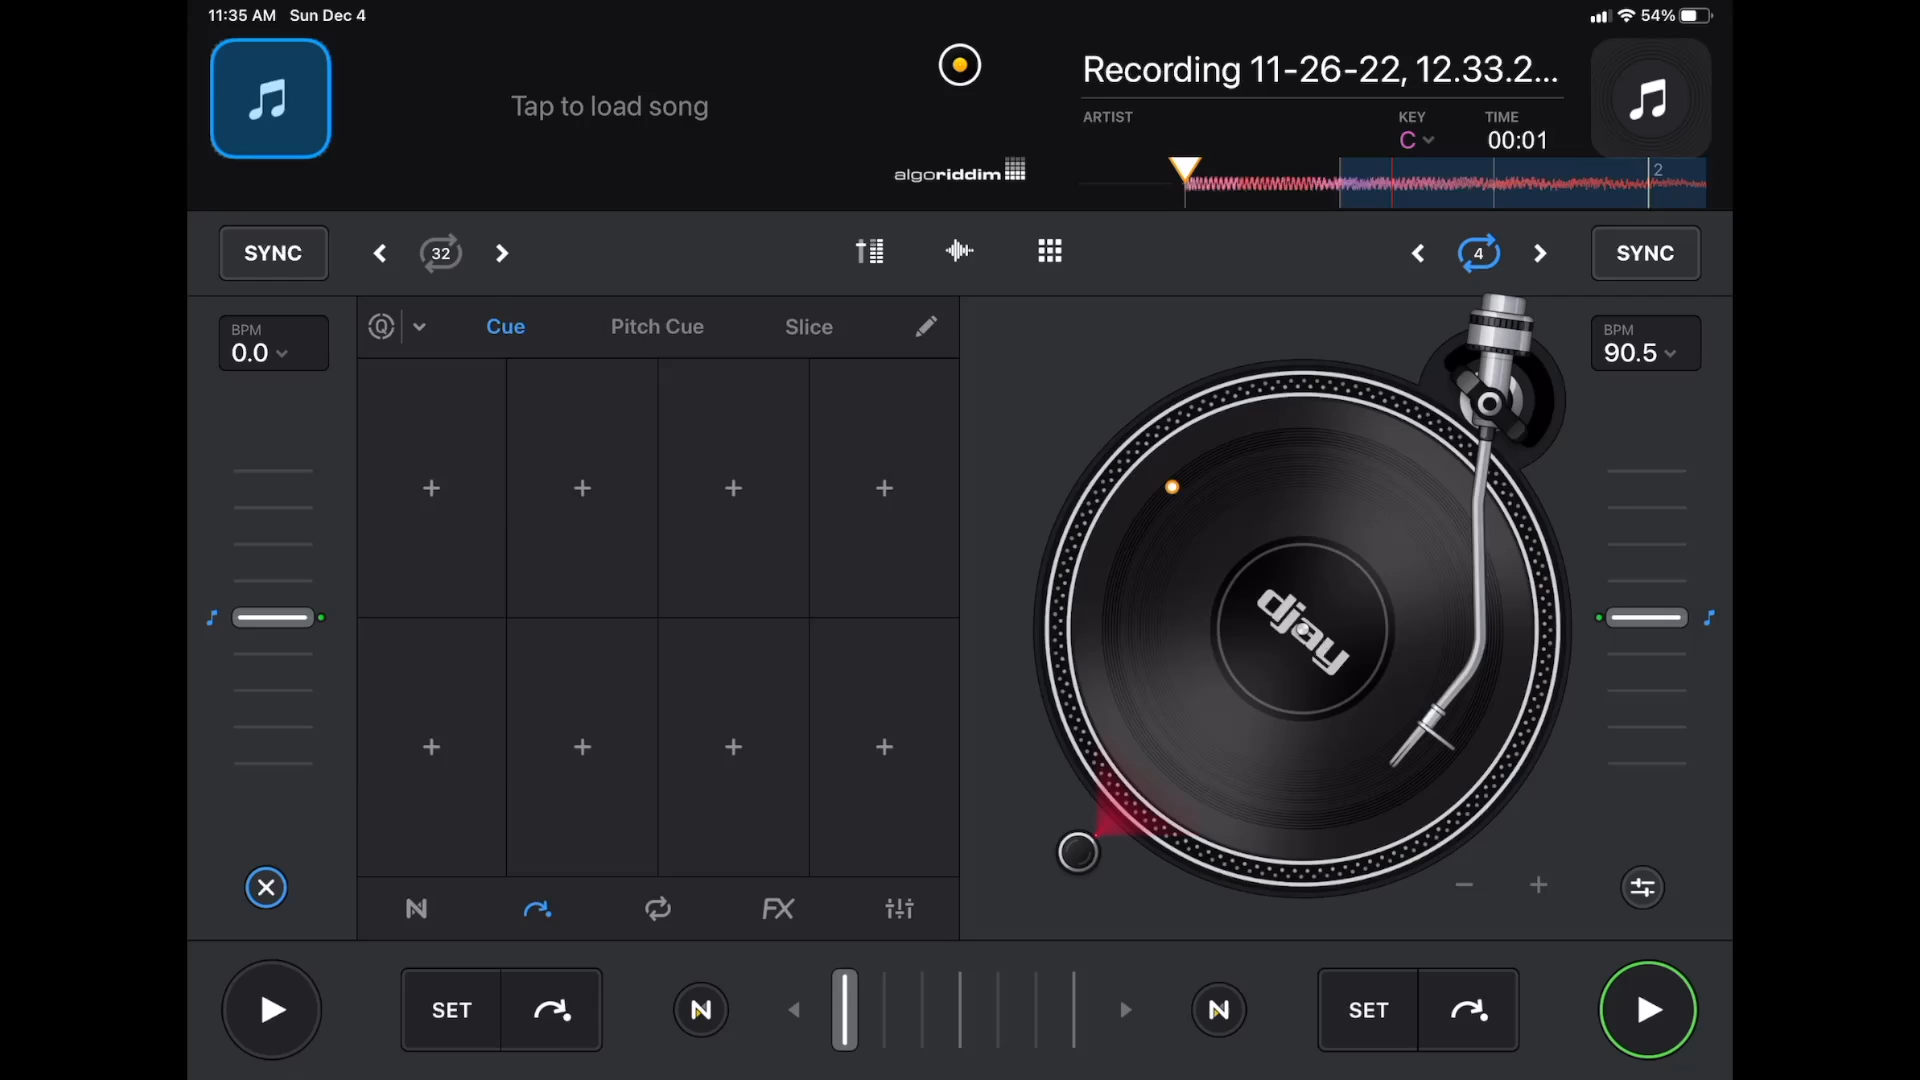 11:35 AM Sun Dec 4
54%
Tap to load song
Recording 11-26-22, 12.33.2...
ARTIST
KEY
TIME
C
00:01
algoriddim
2
SYNC
32
4
SYNC
BPM
0.0
Q
Cue
Pitch Cue
Slice
BPM
90.5
djay
N
FX
SET
N
N
SET